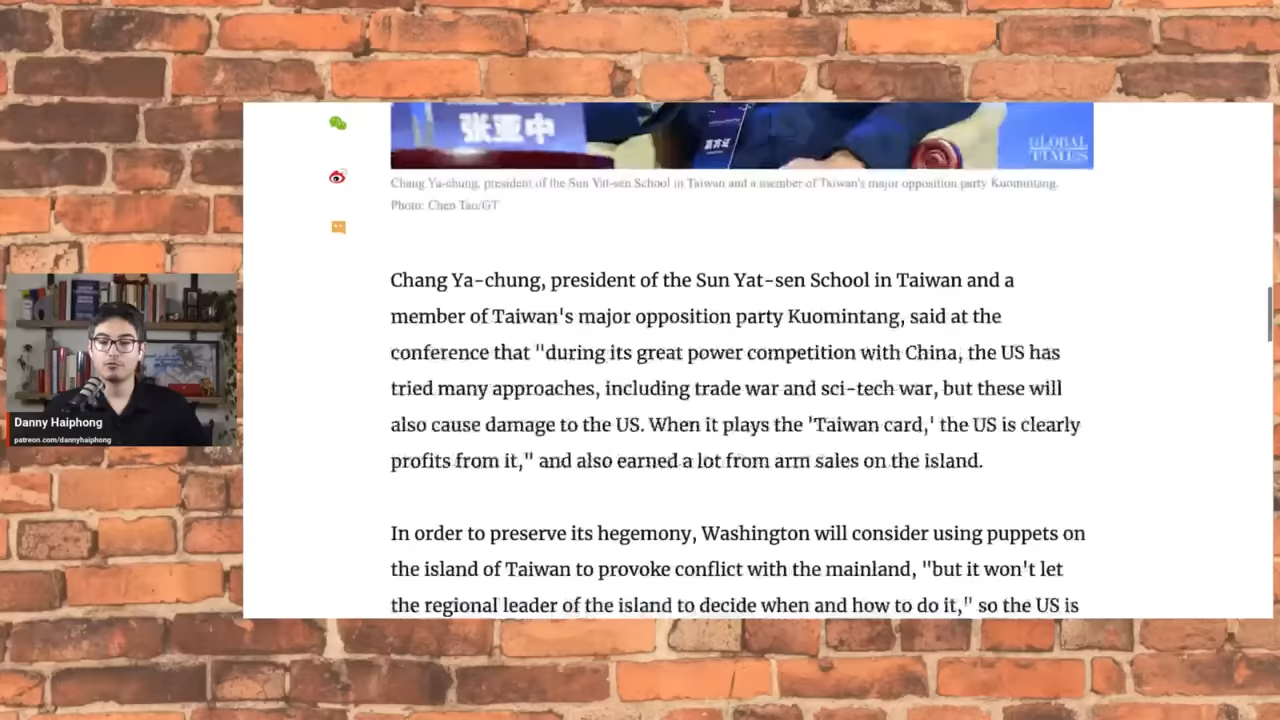 张亚中
GLOBAL
TIMES
Chang Ya-chung, president of the Sun Yat-sen School in Taiwan and a member of Taiwan's major opposition party Kuomintang.
Photo: Chen Tao/GT
Chang Ya-chung, president of the Sun Yat-sen School in Taiwan and a
member of Taiwan's major opposition party Kuomintang, said at the
conference that "during its great power competition with China, the US has
tried many approaches, including trade war and sci-tech war, but these will
also cause damage to the US. When it plays the 'Taiwan card,' the US is clearly
profits from it," and also earned a lot from arm sales on the island.
In order to preserve its hegemony, Washington will consider using puppets on
the island of Taiwan to provoke conflict with the mainland, "but it won't let
the regional leader of the island to decide when and how to do it," so the US is
Danny Haiphong
patreon.com/dannyhaiphong